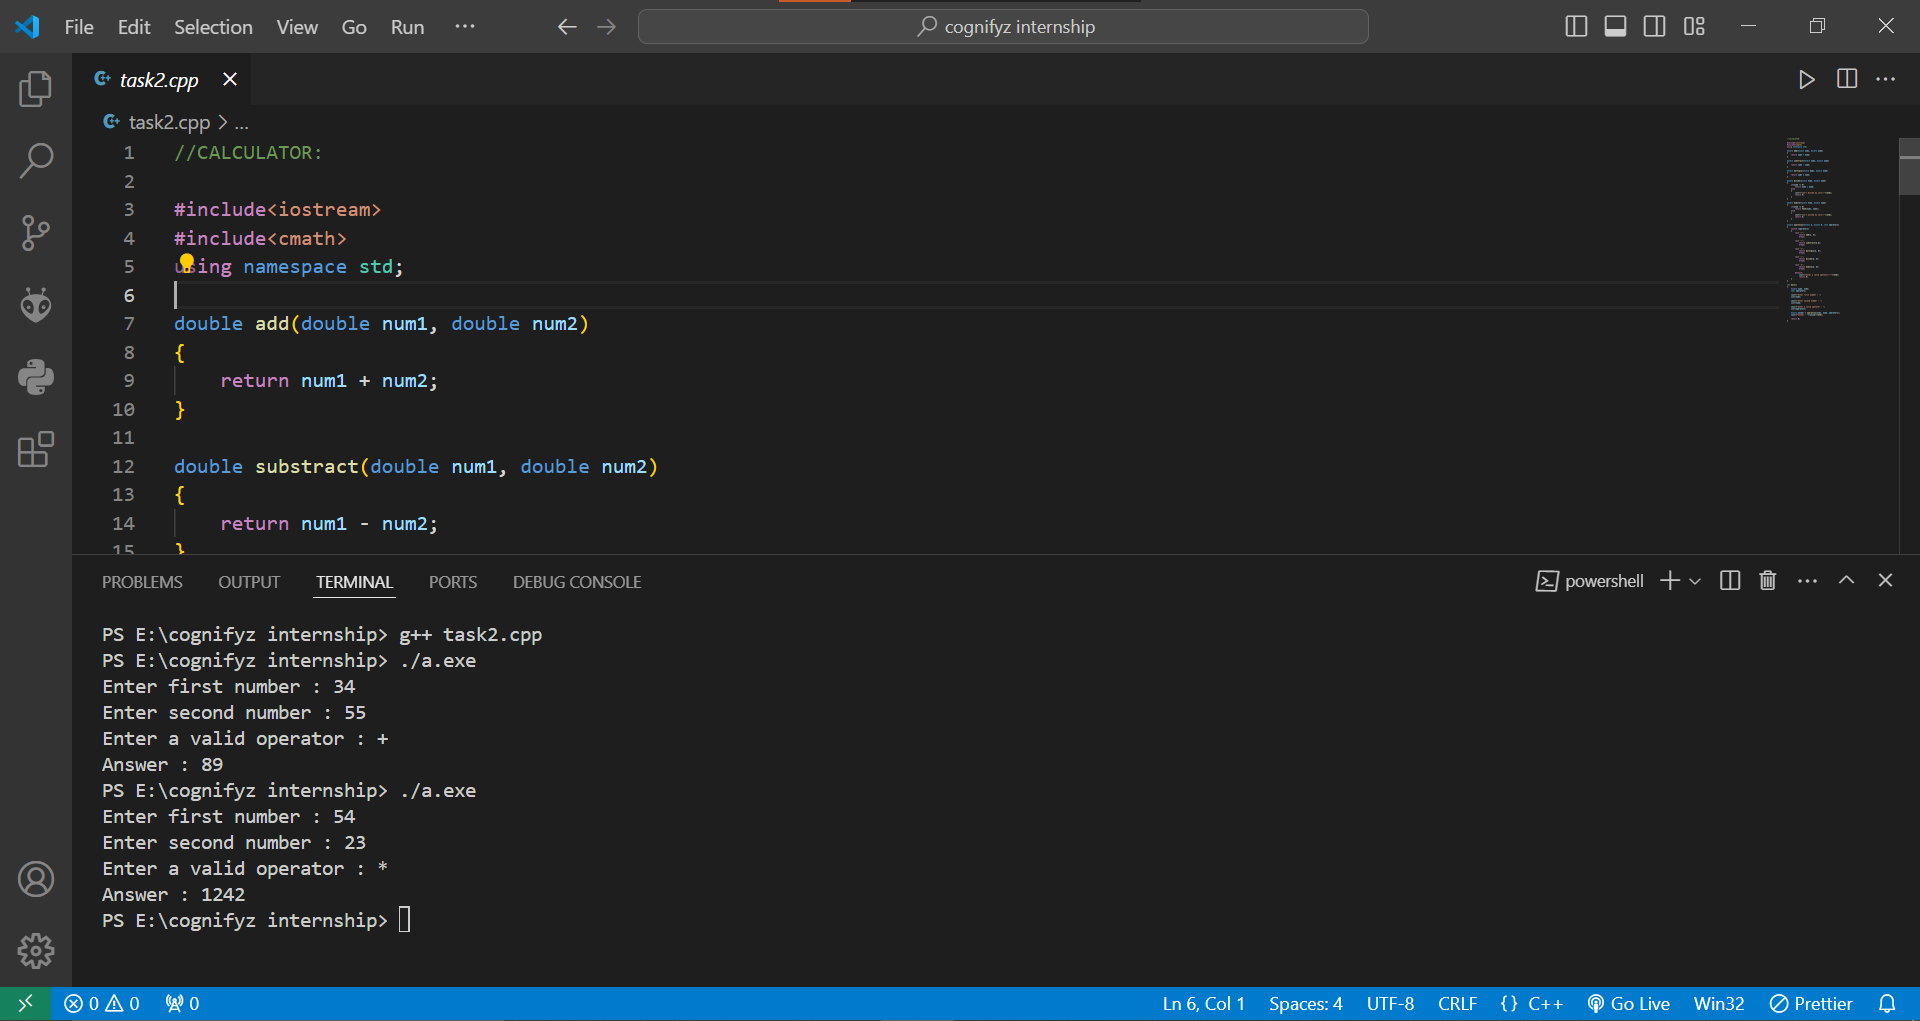 File Edit Selection View Go Run ··· cognifyz internship
task2.cpp
task2.cpp > ...
1 //CALCULATOR:
2
3 #include<iostream>
4 #include<cmath>
5 using namespace std;
6
7 double add(double num1, double num2)
8 {
9 return num1 + num2;
10 }
11
12 double substract(double num1, double num2)
13 {
14 return num1 - num2;
15 }
PROBLEMS OUTPUT TERMINAL PORTS DEBUG CONSOLE powershell
PS E:\cognifyz internship> g++ task2.cpp
PS E:\cognifyz internship> ./a.exe
Enter first number : 34
Enter second number : 55
Enter a valid operator : +
Answer : 89
PS E:\cognifyz internship> ./a.exe
Enter first number : 54
Enter second number : 23
Enter a valid operator : *
Answer : 1242
PS E:\cognifyz internship>
0 0 0 Ln 6, Col 1 Spaces: 4 UTF-8 CRLF {} C++ Go Live Win32 Prettier